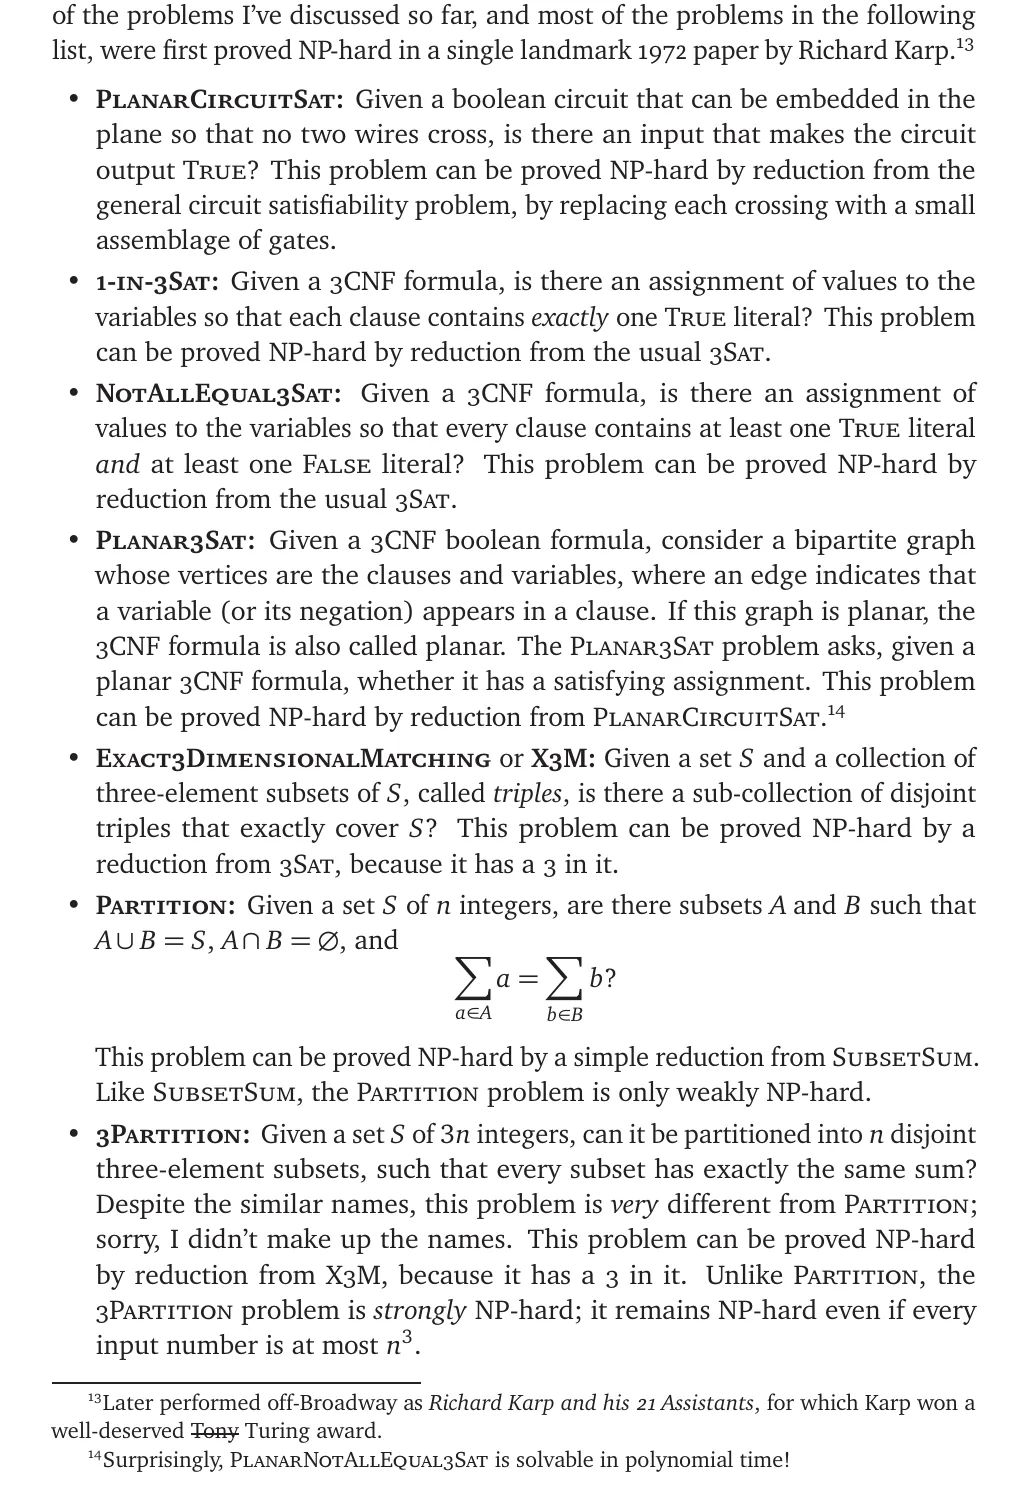 of the problems I've discussed so far, and most of the problems in the following
list, were first proved NP-hard in a single landmark 1972 paper by Richard Karp.¹³
• PlanarCircuitSat: Given a boolean circuit that can be embedded in the
plane so that no two wires cross, is there an input that makes the circuit
output True? This problem can be proved NP-hard by reduction from the
general circuit satisfiability problem, by replacing each crossing with a small
assemblage of gates.
• 1-in-3Sat: Given a 3CNF formula, is there an assignment of values to the
variables so that each clause contains exactly one True literal? This problem
can be proved NP-hard by reduction from the usual 3Sat.
• NotAllEqual3Sat: Given a 3CNF formula, is there an assignment of
values to the variables so that every clause contains at least one True literal
and at least one False literal? This problem can be proved NP-hard by
reduction from the usual 3Sat.
• Planar3Sat: Given a 3CNF boolean formula, consider a bipartite graph
whose vertices are the clauses and variables, where an edge indicates that
a variable (or its negation) appears in a clause. If this graph is planar, the
3CNF formula is also called planar. The Planar3Sat problem asks, given a
planar 3CNF formula, whether it has a satisfying assignment. This problem
can be proved NP-hard by reduction from PlanarCircuitSat.¹⁴
• Exact3DimensionalMatching or X3M: Given a set S and a collection of
three-element subsets of S, called triples, is there a sub-collection of disjoint
triples that exactly cover S? This problem can be proved NP-hard by a
reduction from 3Sat, because it has a 3 in it.
• Partition: Given a set S of n integers, are there subsets A and B such that
A ∪ B = S, A ∩ B = ∅, and
∑ a = ∑ b?
a∈A b∈B
This problem can be proved NP-hard by a simple reduction from SubsetSum.
Like SubsetSum, the Partition problem is only weakly NP-hard.
• 3Partition: Given a set S of 3n integers, can it be partitioned into n disjoint
three-element subsets, such that every subset has exactly the same sum?
Despite the similar names, this problem is very different from Partition;
sorry, I didn't make up the names. This problem can be proved NP-hard
by reduction from X3M, because it has a 3 in it. Unlike Partition, the
3Partition problem is strongly NP-hard; it remains NP-hard even if every
input number is at most n³.
¹³Later performed off-Broadway as Richard Karp and his 21 Assistants, for which Karp won a
well-deserved Tony Turing award.
¹⁴Surprisingly, PlanarNotAllEqual3Sat is solvable in polynomial time!